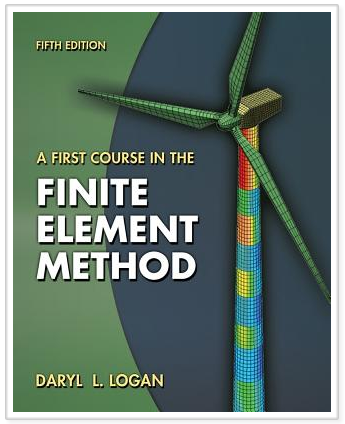 FIFTH EDITION
A FIRST COURSE IN THE
FINITE
ELEMENT
METHOD
DARYL L. LOGAN